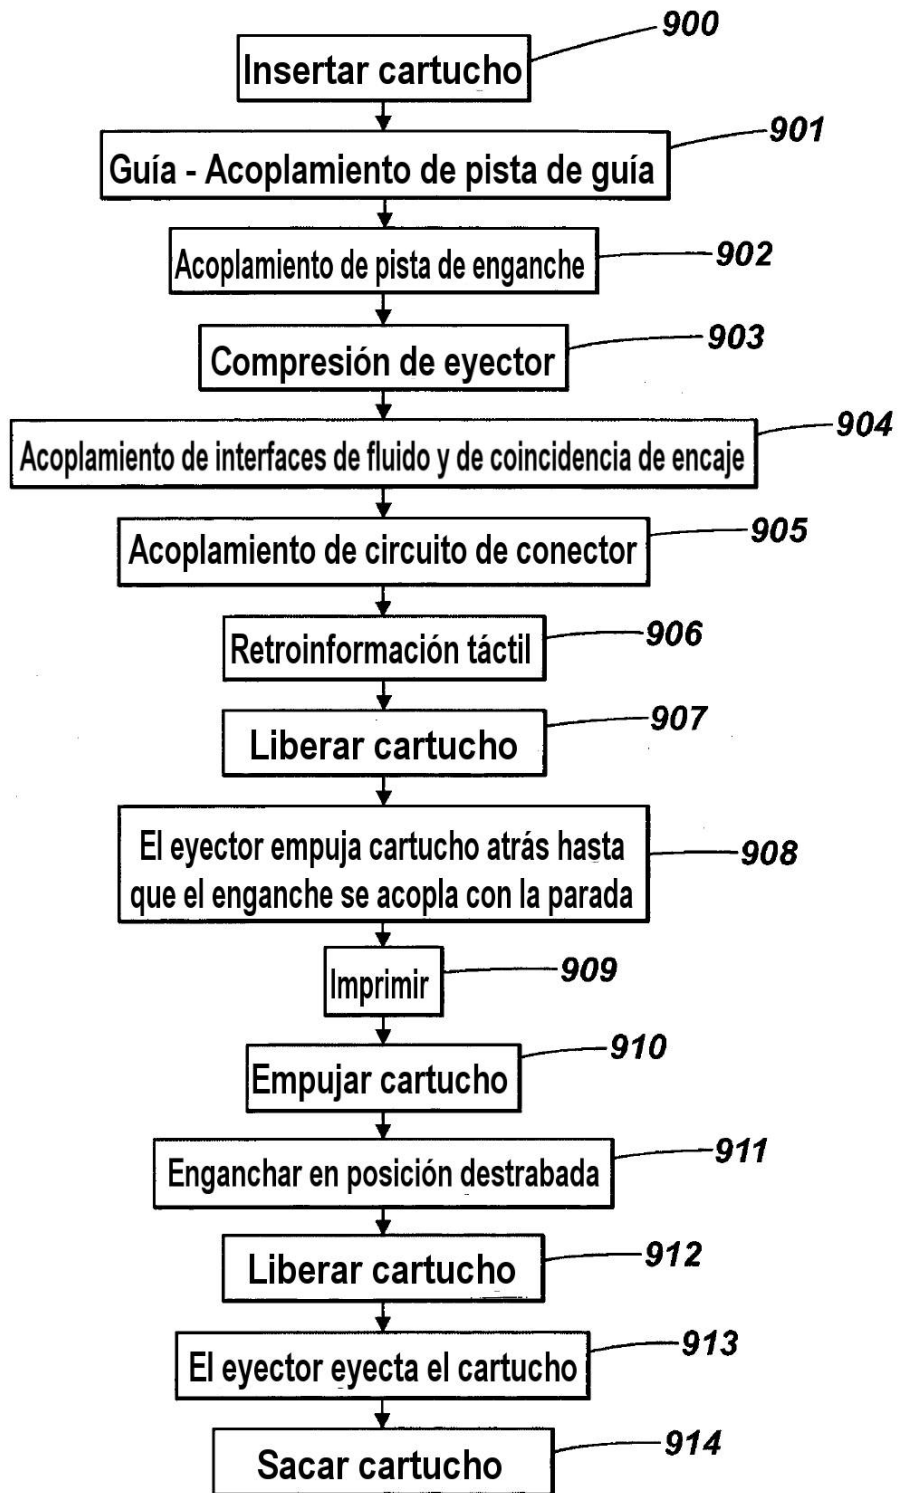 900
Insertar cartucho
901
Guía - Acoplamiento de pista de guía
902
Acoplamiento de pista de enganche
903
Compresión de eyector
904
Acoplamiento de interfaces de fluido y de coincidencia de encaje
905
Acoplamiento de circuito de conector
906
Retroinformación táctil
907
Liberar cartucho
El eyector empuja cartucho atrás hasta
908
que el enganche se acopla con la parada
909
Imprimir
910
Empujar cartucho
911
Enganchar en posición destrabada
912
Liberar cartucho
913
El eyector eyecta el cartucho
914
Sacar cartucho